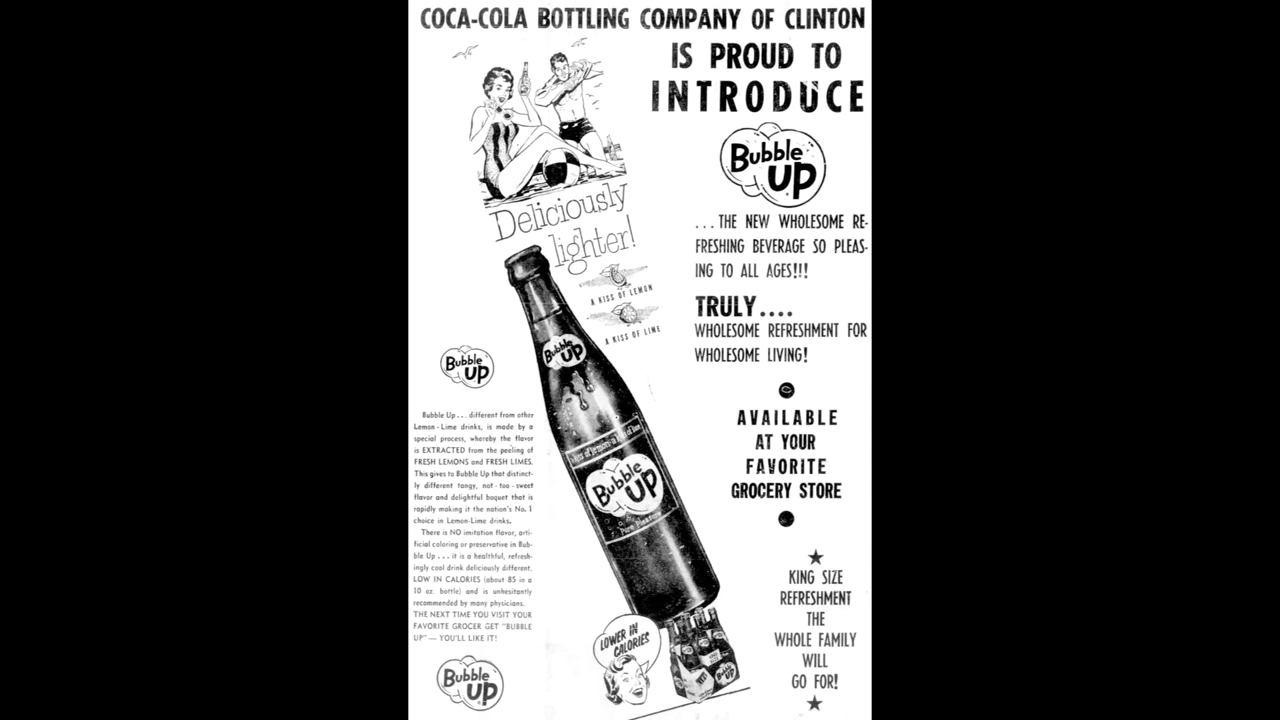 COCA-COLA BOTTLING COMPANY OF CLINTON
IS PROUD TO
INTRODUCE
Bubble
UP
...THE NEW WHOLESOME RE-
FRESHING BEVERAGE SO PLEAS-
ING TO ALL AGES!!!
TRULY....
WHOLESOME REFRESHMENT FOR
WHOLESOME LIVING!
AVAILABLE
AT YOUR
FAVORITE
GROCERY STORE
KING SIZE
REFRESHMENT
THE
WHOLE FAMILY
WILL
GO FOR!
Deliciously
lighter!
A KISS OF LEMON
A KISS OF LIME
Bubble
UP
a kiss of lemon-a kiss of lime
Bubble
UP
Pure
Bubble
UP
Bubble Up... different from other
Lemon-Lime drinks, is made by a
special process, whereby the flavor
is EXTRACTED from the peeling of
FRESH LEMONS and FRESH LIMES.
This gives to Bubble Up that distinct-
ly different tangy, not-too-sweet
flavor and delightful boquet that is
rapidly making it the nation's No. 1
choice in Lemon-Lime drinks.
There is NO imitation flavor, arti-
ficial coloring or preservative in Bub-
ble Up... it is a healthful, refresh-
ingly cool drink deliciously different.
LOW IN CALORIES (about 85 in a
10 oz. bottle) and is unhesitantly
recommended by many physicians.
THE NEXT TIME YOU VISIT YOUR
FAVORITE GROCER GET "BUBBLE
UP" — YOU'LL LIKE IT!
Bubble
UP
LOWER IN
CALORIES
Bubble
UP